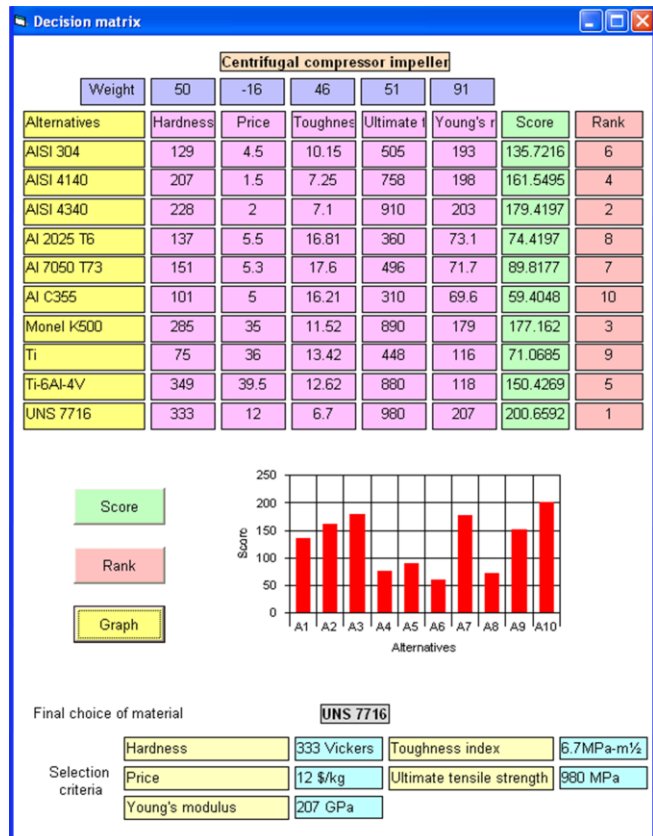 Decision matrix
Centrifugal compressor impeller
Weight 50 -16 46 51 91
Alternatives Hardness Price Toughnes Ultimate t Young's r Score Rank
AISI 304 129 4.5 10.15 505 193 135.7216 6
AISI 4140 207 1.5 7.25 758 198 161.5495 4
AISI 4340 228 2 7.1 910 203 179.4197 2
Al 2025 T6 137 5.5 16.81 360 73.1 74.4197 8
Al 7050 T73 151 5.3 17.6 496 71.7 89.8177 7
Al C355 101 5 16.21 310 69.6 59.4048 10
Monel K500 285 35 11.52 890 179 177.162 3
Ti 75 36 13.42 448 116 71.0685 9
Ti-6Al-4V 349 39.5 12.62 880 118 150.4269 5
UNS 7716 333 12 6.7 980 207 200.6592 1
Score
Rank
Graph
250
200
150
100
50
0
Score
A1 A2 A3 A4 A5 A6 A7 A8 A9 A10
Alternatives
Final choice of material UNS 7716
Selection criteria
Hardness 333 Vickers Toughness index 6.7MPa-m½
Price 12 $/kg Ultimate tensile strength 980 MPa
Young's modulus 207 GPa